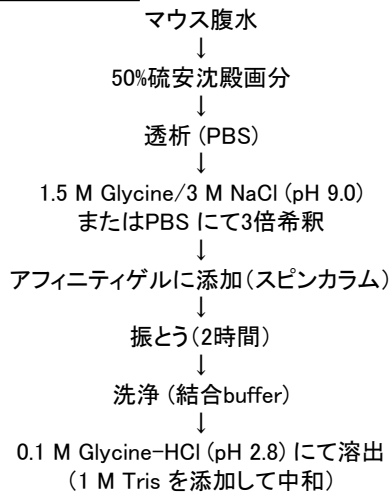 マウス腹水
↓
50%硫安沈殿画分
↓
透析 (PBS)
↓
1.5 M Glycine/3 M NaCl (pH 9.0)
またはPBS にて3倍希釈
↓
アフィニティゲルに添加(スピンカラム)
↓
振とう(2時間)
↓
洗浄 (結合buffer)
↓
0.1 M Glycine-HCl (pH 2.8) にて溶出
(1 M Tris を添加して中和)